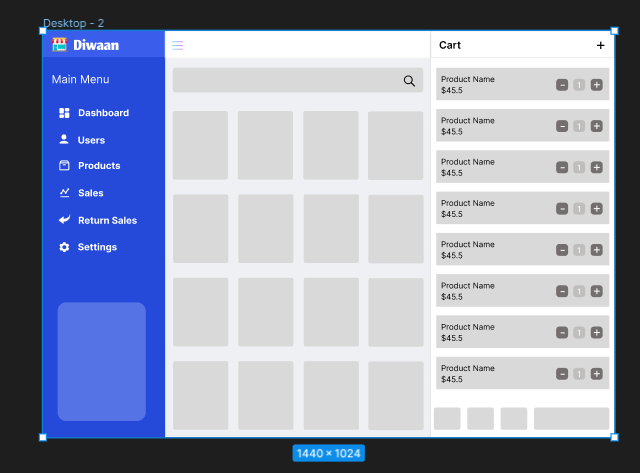 Desktop - 2
Diwaan
Main Menu
Dashboard
Users
Products
Sales
Return Sales
Settings
Cart
+
Product Name
$45.5
- 1 +
Product Name
$45.5
- 1 +
Product Name
$45.5
- 1 +
Product Name
$45.5
- 1 +
Product Name
$45.5
- 1 +
Product Name
$45.5
- 1 +
Product Name
$45.5
- 1 +
Product Name
$45.5
- 1 +
1440 × 1024